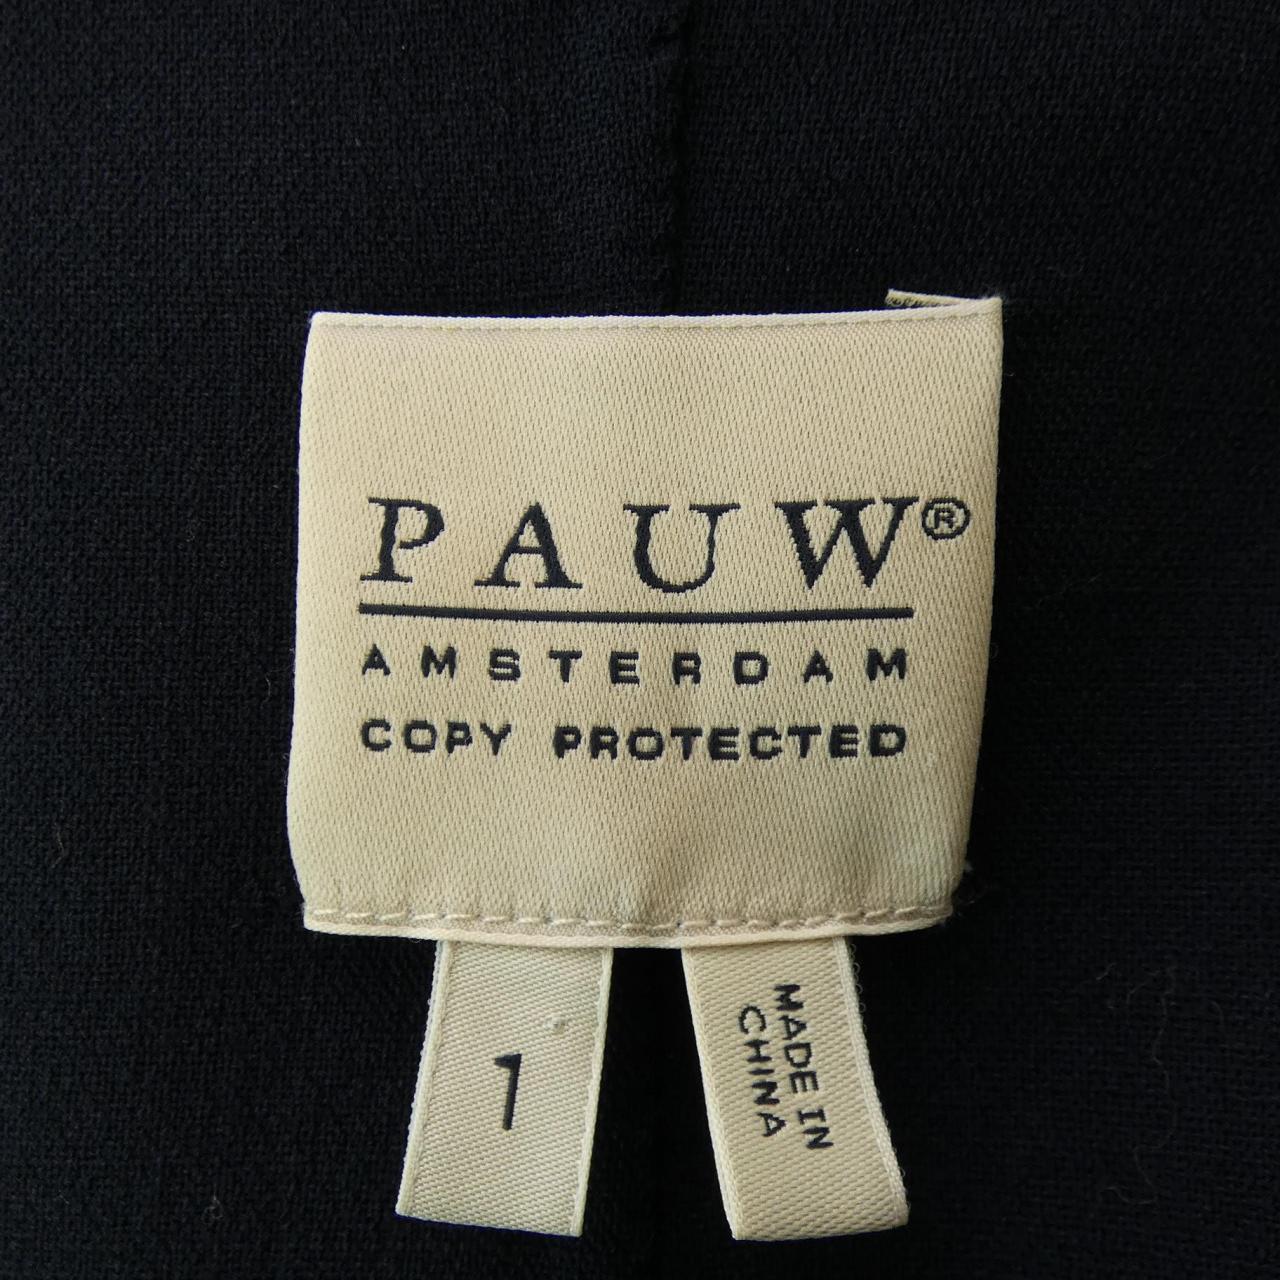 PAUW®
AMSTERDAM
COPY PROTECTED
1
MADE IN
CHINA